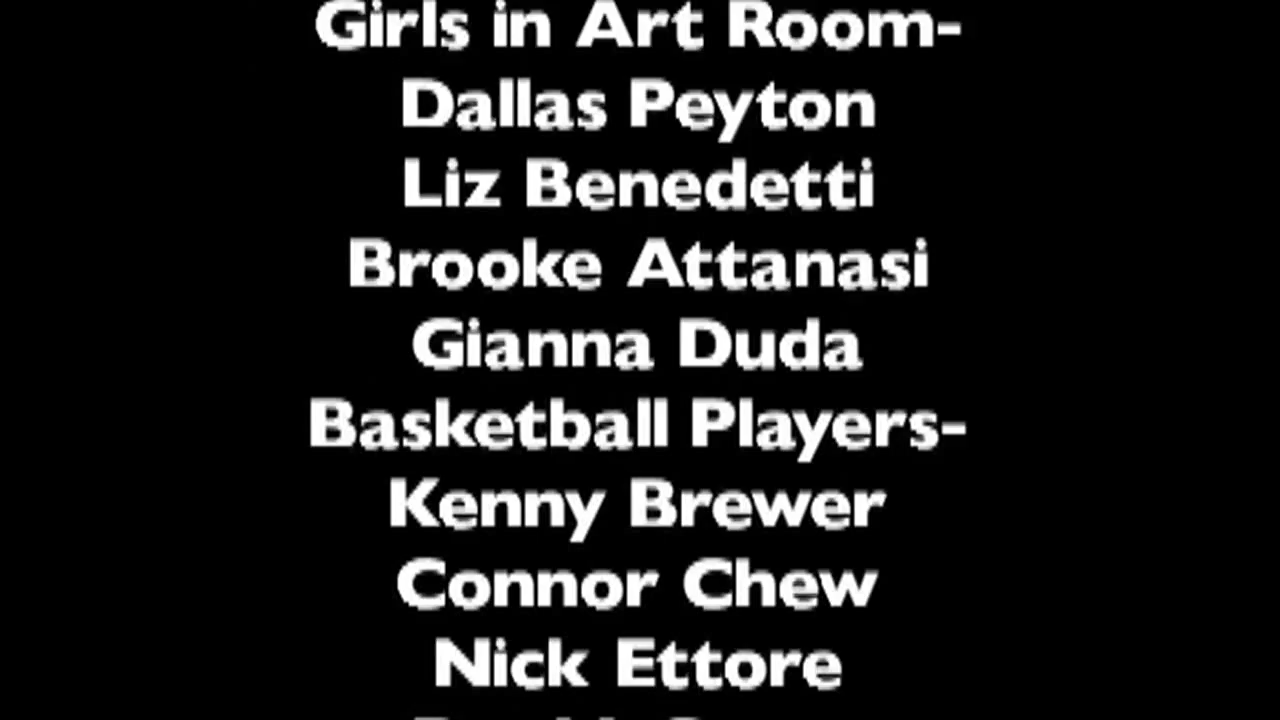 Girls in Art Room-
Dallas Peyton
Liz Benedetti
Brooke Attanasi
Gianna Duda
Basketball Players-
Kenny Brewer
Connor Chew
Nick Ettore